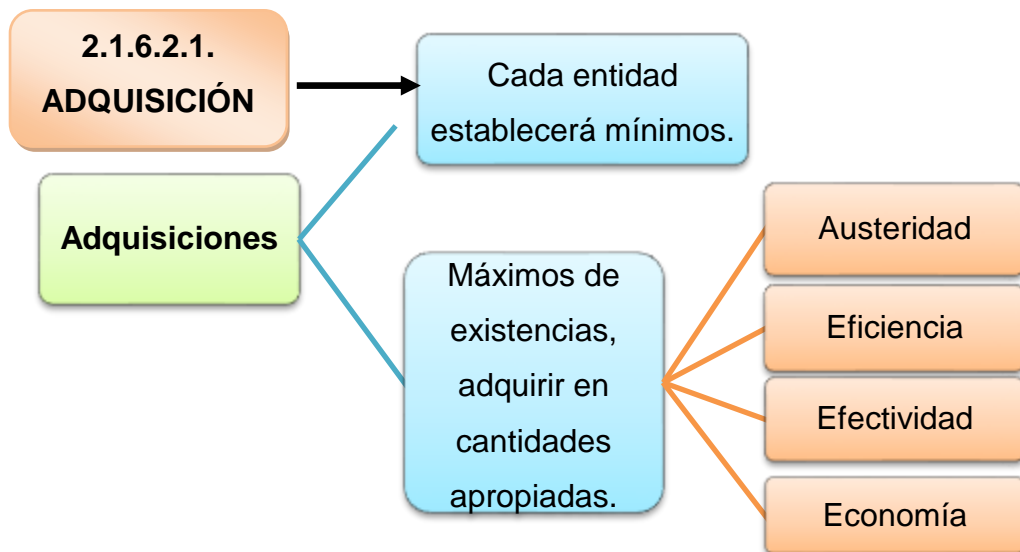 2.1.6.2.1.
ADQUISICIÓN
Cada entidad
establecerá mínimos.
Adquisiciones
Máximos de
existencias,
adquirir en
cantidades
apropiadas.
Austeridad
Eficiencia
Efectividad
Economía